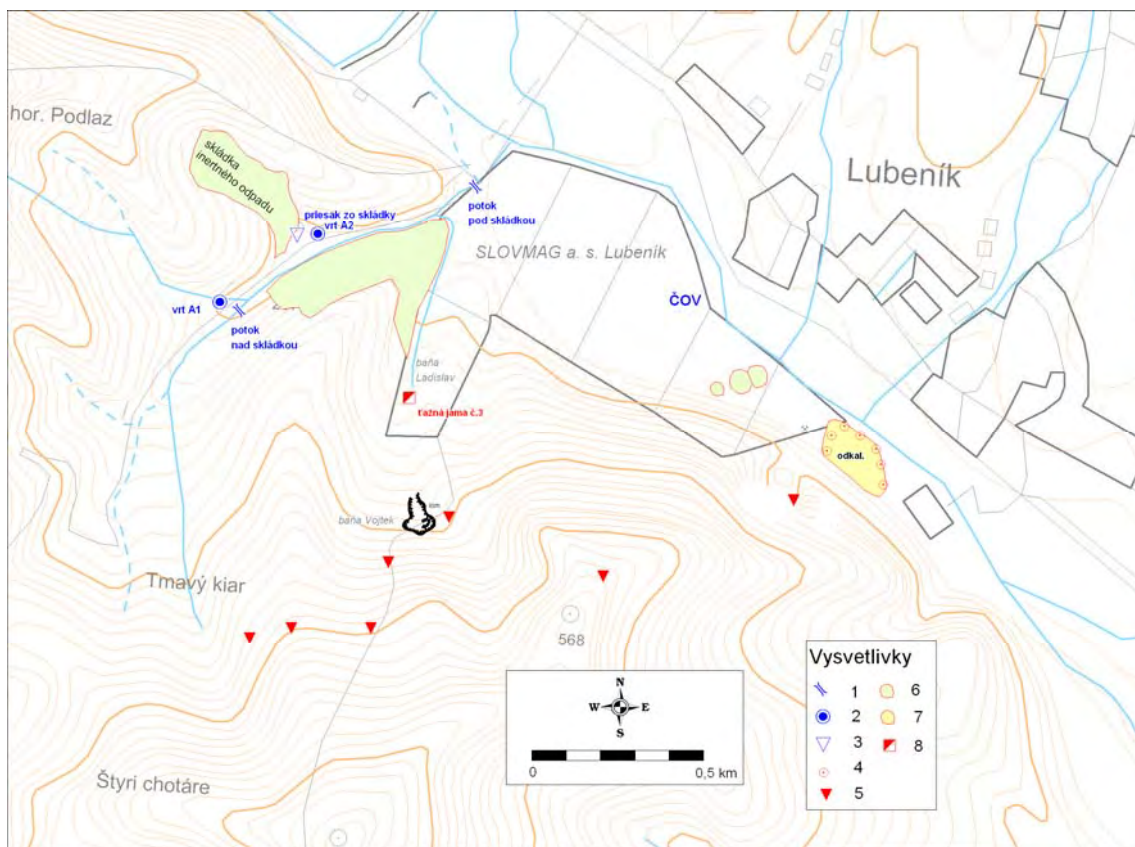 hor. Podlaz
skládka
inertného odpadu
priesak zo skládky
vrt A2
potok
pod skládkou
Lubeník
SLOVMAG a. s. Lubeník
ČOV
vrt A1
potok
nad skládkou
baňa
Ladislav
ťažná jama č.3
odkal.
baňa Vojtek
Tmavý kiar
568
Štyri chotáre
N
W E
S
0 0,5 km
Vysvetlivky
1 6
2 7
3 8
4
5